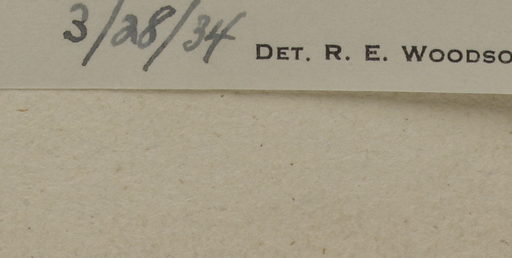 3/28/34 DET. R. E. WOODSO